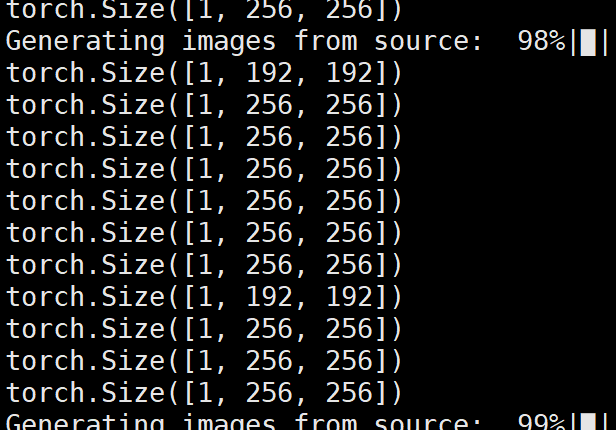 torch.Size([1, 256, 256])
Generating images from source:  98%|█|
torch.Size([1, 192, 192])
torch.Size([1, 256, 256])
torch.Size([1, 256, 256])
torch.Size([1, 256, 256])
torch.Size([1, 256, 256])
torch.Size([1, 256, 256])
torch.Size([1, 256, 256])
torch.Size([1, 192, 192])
torch.Size([1, 256, 256])
torch.Size([1, 256, 256])
torch.Size([1, 256, 256])
Generating images from source:  99%|█|